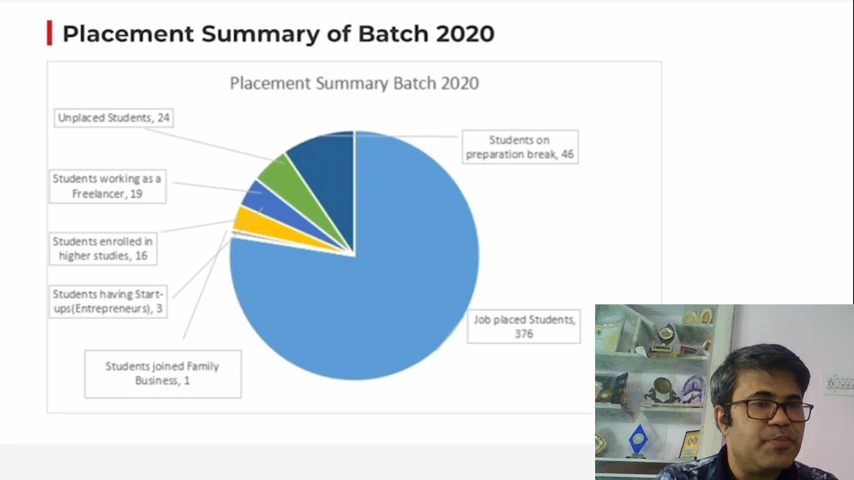 Placement Summary of Batch 2020
Placement Summary Batch 2020
Unplaced Students, 24
Students on
preparation break, 46
Students working as a
Freelancer, 19
Students enrolled in
higher studies, 16
Students having Start-
ups(Entrepreneurs), 3
Job placed Students,
376
Students joined Family
Business, 1